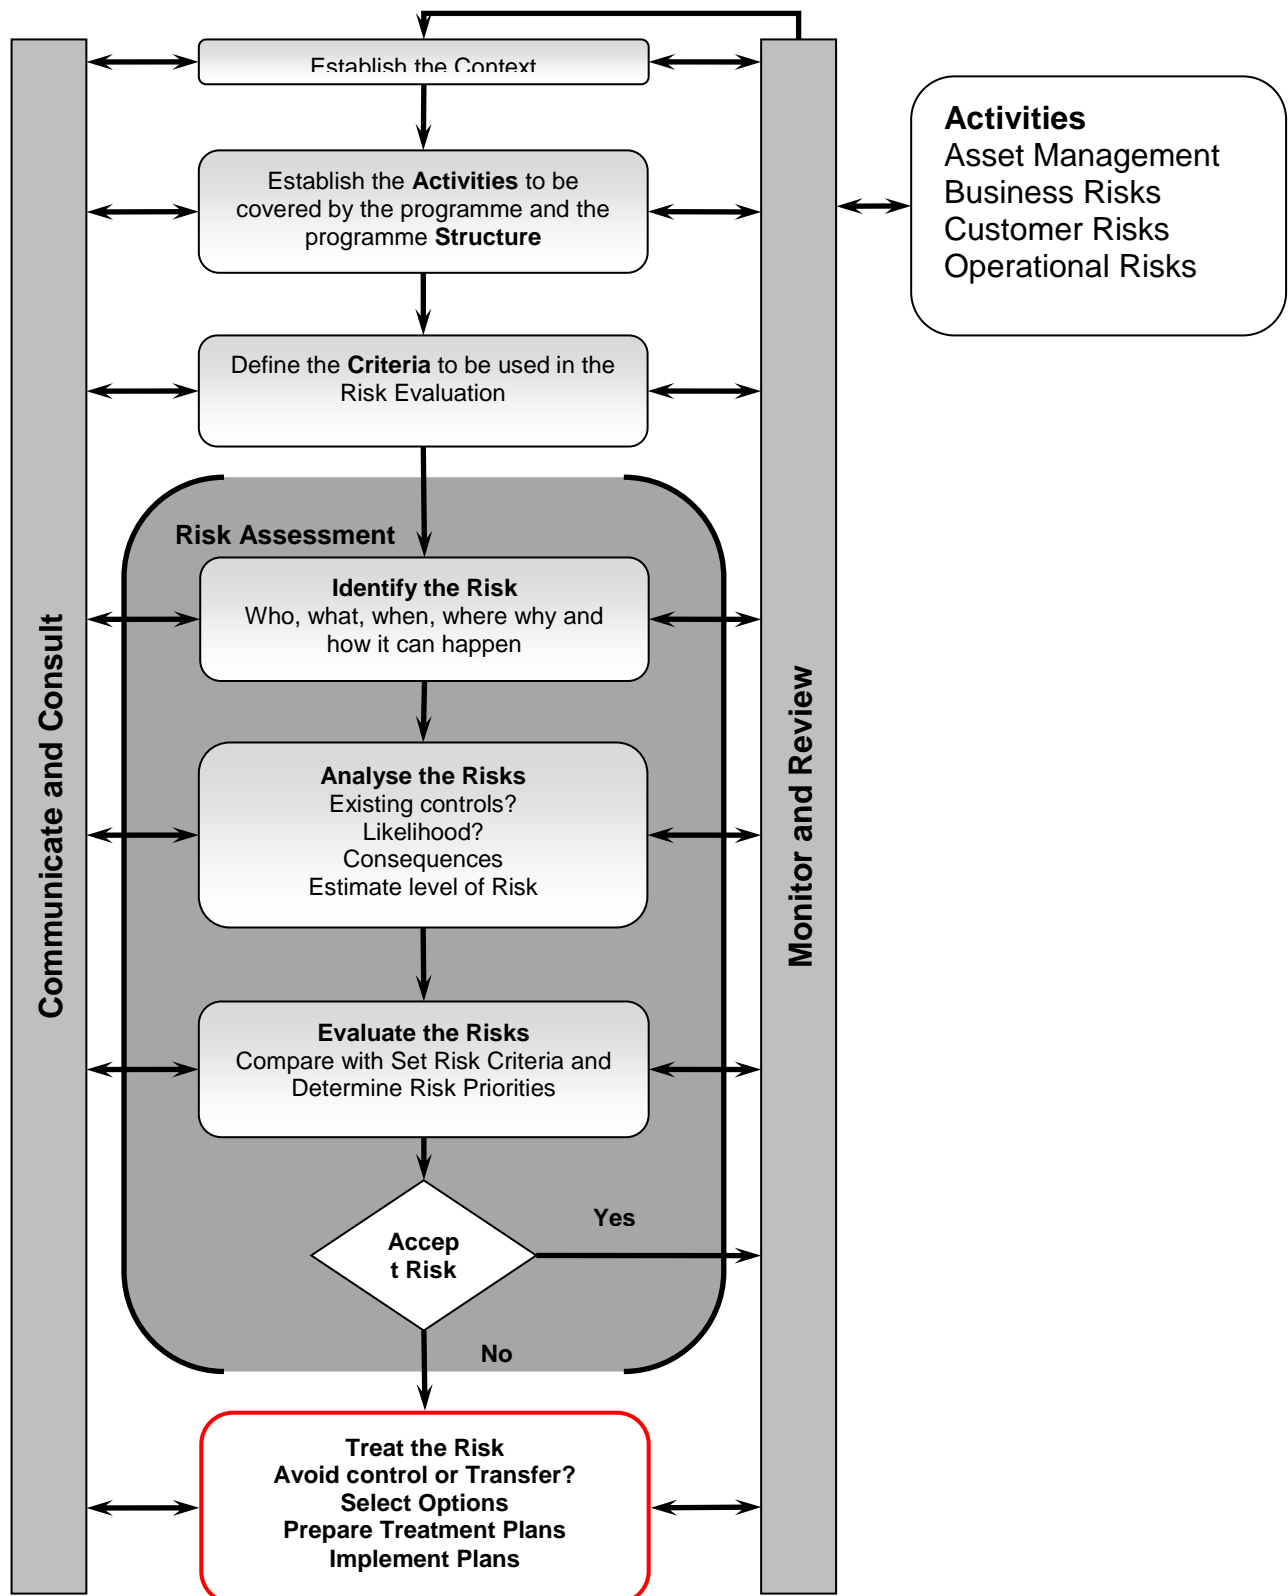 Establish the Context
Activities
Asset Management
Business Risks
Customer Risks
Operational Risks
Establish the Activities to be
covered by the programme and the
programme Structure
Define the Criteria to be used in the
Risk Evaluation
Risk Assessment
Identify the Risk
Who, what, when, where why and
how it can happen
Analyse the Risks
Existing controls?
Likelihood?
Consequences
Estimate level of Risk
Evaluate the Risks
Compare with Set Risk Criteria and
Determine Risk Priorities
Yes
Accep
t Risk
No
Treat the Risk
Avoid control or Transfer?
Select Options
Prepare Treatment Plans
Implement Plans
Communicate and Consult
Monitor and Review